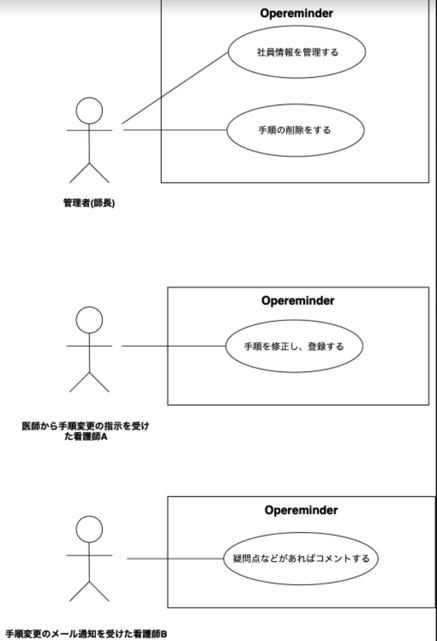 Opereminder
社員情報を管理する
手順の削除をする
管理者(師長)
Opereminder
手順を修正し、登録する
医師から手順変更の指示を受け
た看護師A
Opereminder
疑問点などがあればコメントする
手順変更のメール通知を受けた看護師B